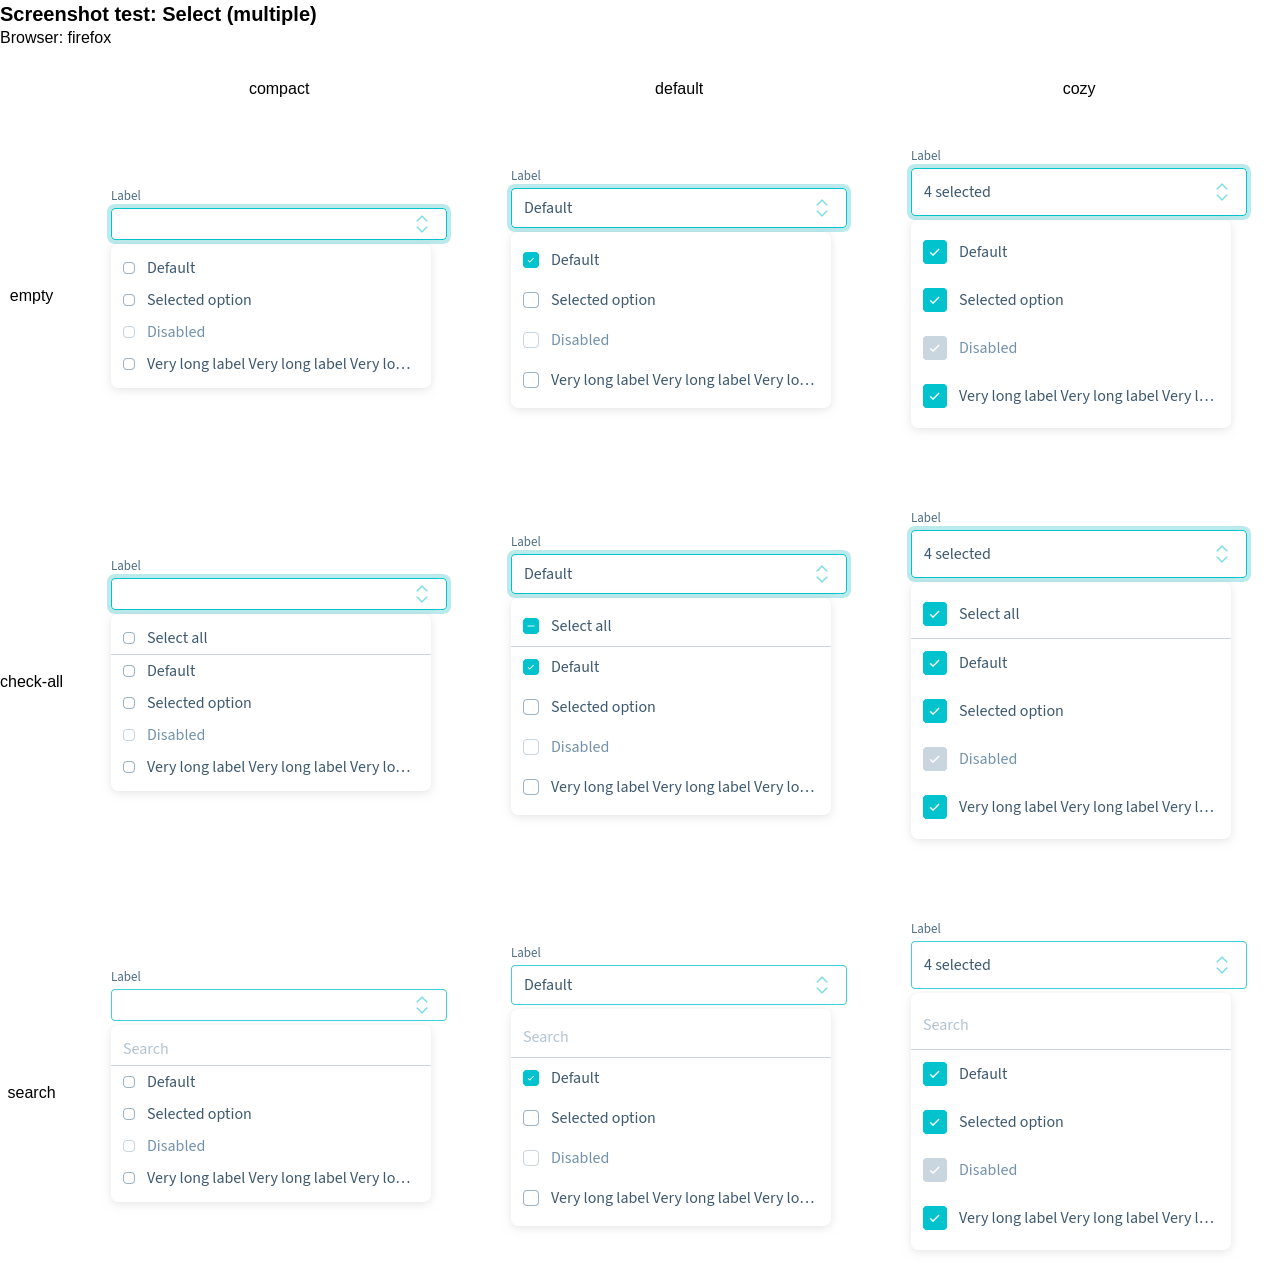 Screenshot test: Select (multiple)
Browser: firefox
compact
default
cozy
empty
Label
Default
Selected option
Disabled
Very long label Very long label Very lo…
Label
Default
Default
Selected option
Disabled
Very long label Very long label Very lo…
Label
4 selected
Default
Selected option
Disabled
Very long label Very long label Very l…
check-all
Label
Select all
Default
Selected option
Disabled
Very long label Very long label Very lo…
Label
Default
Select all
Default
Selected option
Disabled
Very long label Very long label Very lo…
Label
4 selected
Select all
Default
Selected option
Disabled
Very long label Very long label Very l…
search
Label
Search
Default
Selected option
Disabled
Very long label Very long label Very lo…
Label
Default
Search
Default
Selected option
Disabled
Very long label Very long label Very lo…
Label
4 selected
Search
Default
Selected option
Disabled
Very long label Very long label Very l…